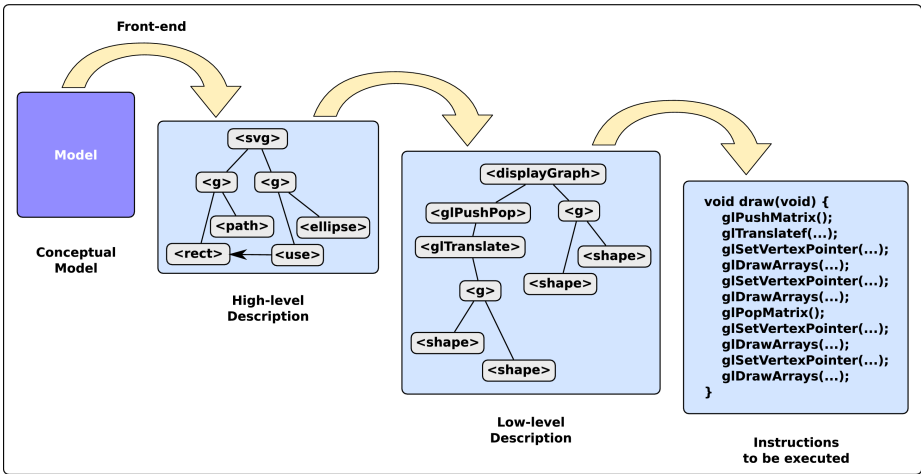 Front-end
Model
Conceptual
Model
<svg>
<g> <g>
<path> <ellipse>
<rect> <use>
High-level
Description
<displayGraph>
<glPushPop> <g>
<glTranslate> <shape>
<shape>
<g>
<shape>
<shape>
Low-level
Description
void draw(void) {
glPushMatrix();
glTranslatef(...);
glSetVertexPointer(...);
glDrawArrays(...);
glSetVertexPointer(...);
glDrawArrays(...);
glPopMatrix();
glSetVertexPointer(...);
glDrawArrays(...);
glSetVertexPointer(...);
glDrawArrays(...);
}
Instructions
to be executed